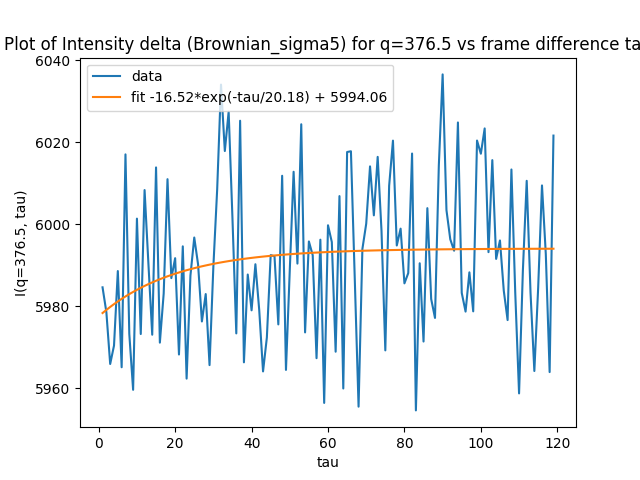 Plot of Intensity delta (Brownian_sigma5) for q=376.5 vs frame difference ta
6040
6020
6000
5980
5960
I(q=376.5, tau)
data
fit -16.52*exp(-tau/20.18) + 5994.06
0 20 40 60 80 100 120
tau